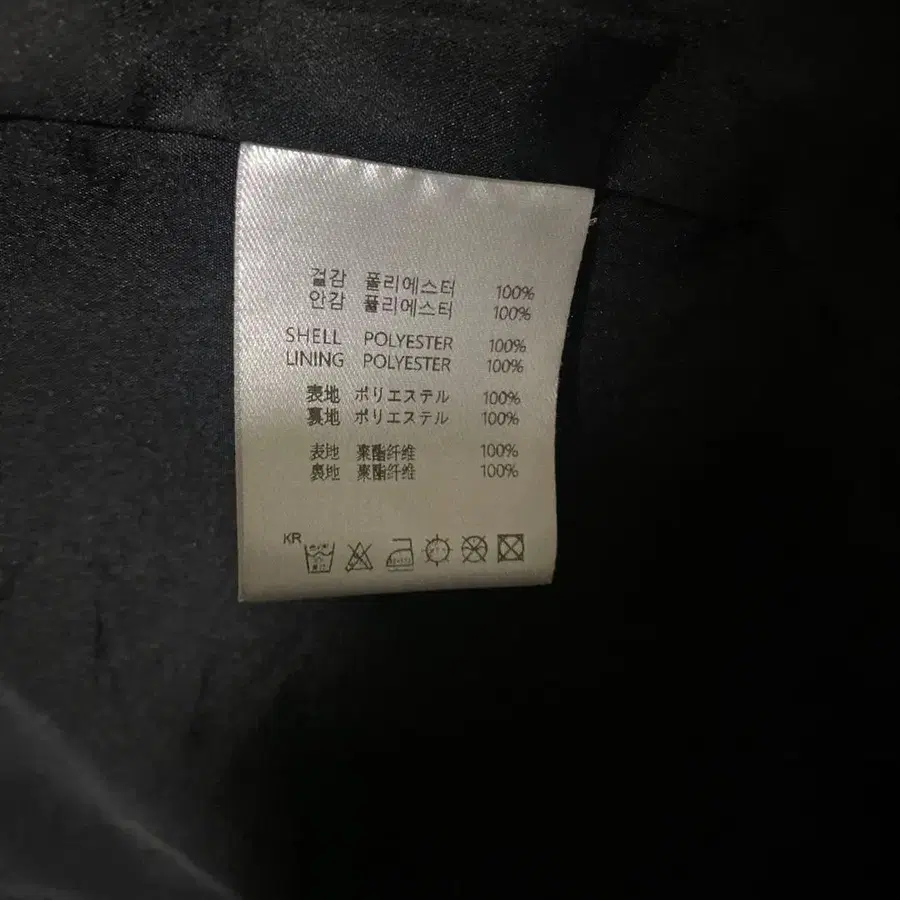 걸감 폴리에스터 100%
안감 폴리에스터 100%
SHELL POLYESTER 100%
LINING POLYESTER 100%
表地 ポリエステル 100%
裏地 ポリエステル 100%
表地 聚酯纤维 100%
裏地 聚酯纤维 100%
KR